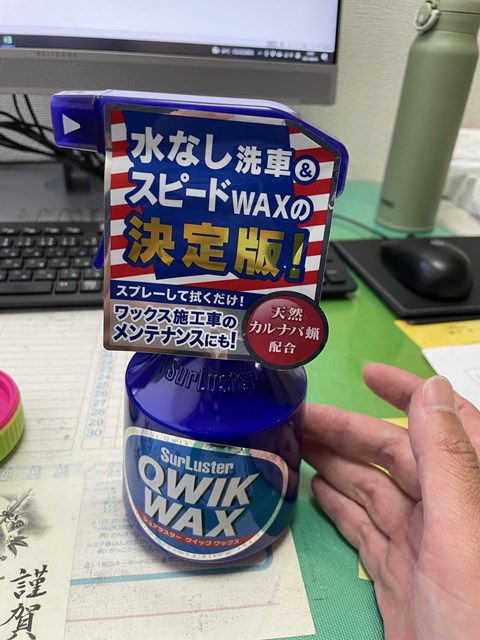 水なし洗車&
スピードWAXの
決定版!
スプレーして拭くだけ!
ワックス施工車の
メンテナンスにも!
天然
カルナバ蝋
配合
SurLuster
SurLuster
QWIK
WAX
シュアラスター クイックワックス
謹
賀
30